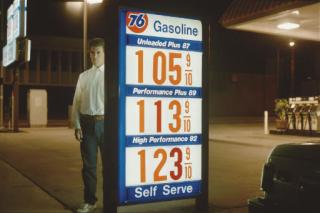 76 Gasoline
Unleaded Plus 87
105 9/10
Performance Plus 89
113 9/10
High Performance 92
123 9/10
Self Serve